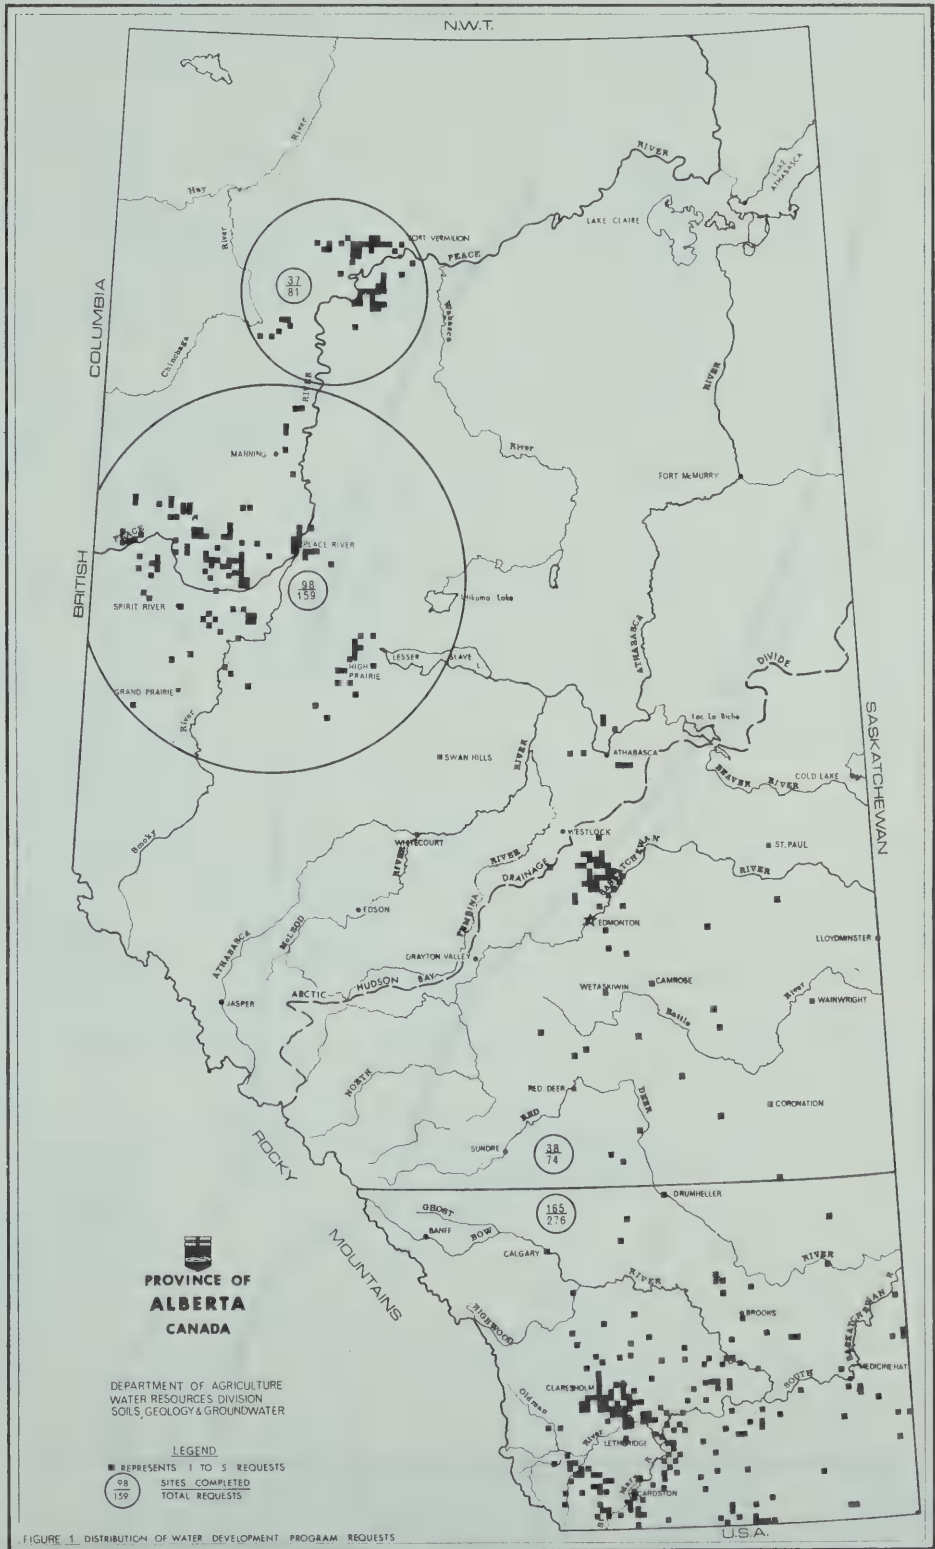 N.W.T.
River
RIVER
LAKE
ATHABASCA
Hay
LAKE CLAIRE
River
FORT VERMILION
PEACE
37
81
COLUMBIA
Wabasca
Chinchaga
RIVER
RIVER
MANNING
River
FORT McMURRY
PEACE
PEACE RIVER
BRITISH
98
159
Utikuma Lake
SPIRIT RIVER
ATHABASCA
LESSER SLAVE L.
DIVIDE
HIGH
PRAIRIE
GRAND PRAIRIE
River
Lac La Biche
SASKATCHEWAN
SWAN HILLS
RIVER
ATHABASCA
BEAVER RIVER
COLD LAKE
Smoky
WESTLOCK
WHITECOURT
ST. PAUL
RIVER
RIVER
DRAINAGE
SASKATCHEWAN
RIVER
EDSON
PEMBINA
EDMONTON
McLEOD
ATHABASCA
LLOYDMINSTER
DRAYTON VALLEY
HUDSON BAY
ARCTIC
CAMROSE
WETASKIWIN
River
JASPER
WAINWRIGHT
Battle
NORTH
RED DEER
DEER
CORONATION
RED
ROCKY
SUNDRE
38
74
DRUMHELLER
165
276
GHOST
BANFF
BOW
CALGARY
RIVER
MOUNTAINS
RIVER
PROVINCE OF
ALBERTA
CANADA
HIGHWOOD
BROOKS
SASKATCHEWAN R
MEDICINE HAT
SOUTH
CLARESHOLM
Oldman
DEPARTMENT OF AGRICULTURE
WATER RESOURCES DIVISION
SOILS, GEOLOGY & GROUNDWATER
River
LETHBRIDGE
LEGEND
REPRESENTS 1 TO 5 REQUESTS
CARDSTON
98
159
SITES COMPLETED
TOTAL REQUESTS
U.S.A.
FIGURE 1 DISTRIBUTION OF WATER DEVELOPMENT PROGRAM REQUESTS